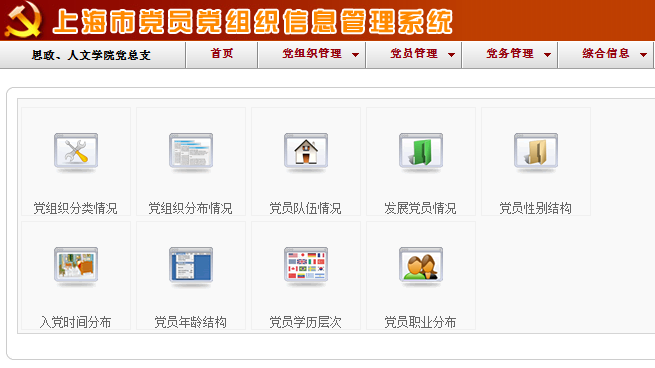 上海市党员党组织信息管理系统
思政、人文学院党总支 首页 党组织管理 党员管理 党务管理 综合信息
党组织分类情况 党组织分布情况 党员队伍情况 发展党员情况 党员性别结构
入党时间分布 党员年龄结构 党员学历层次 党员职业分布